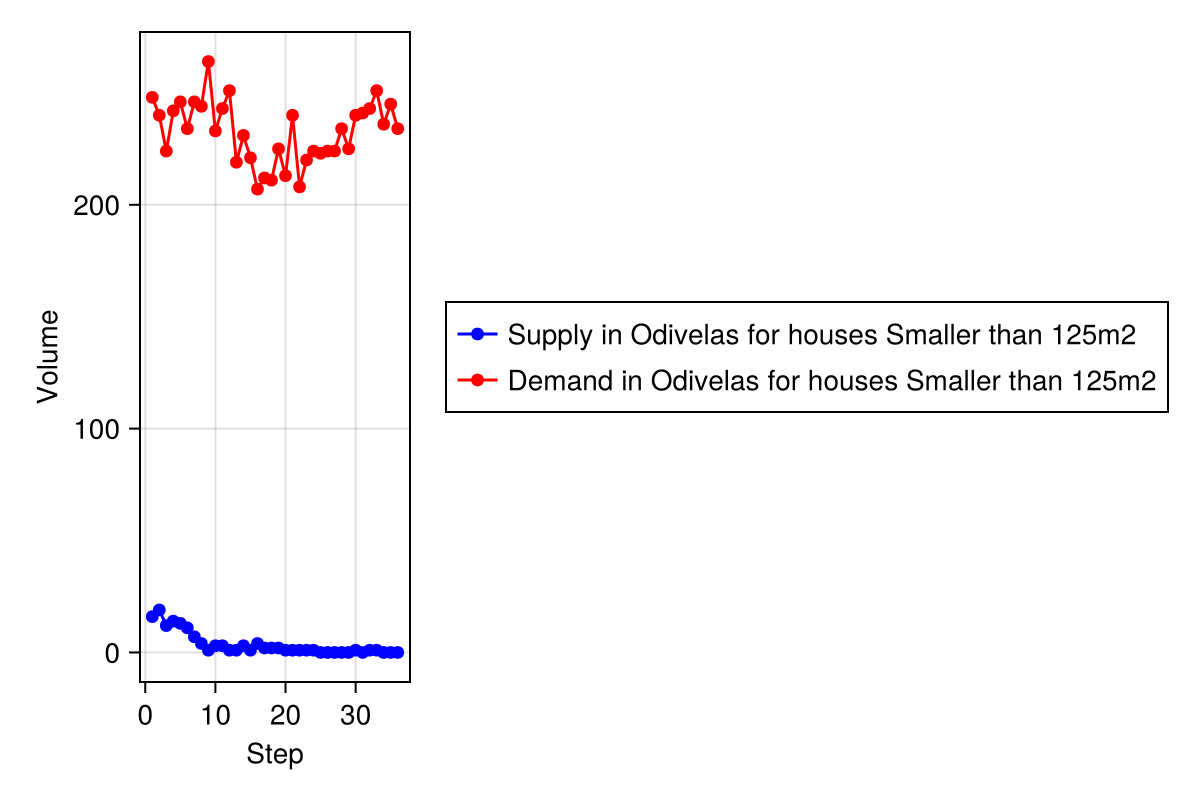 Volume
200
100
0
0 10 20 30
Step
Supply in Odivelas for houses Smaller than 125m2
Demand in Odivelas for houses Smaller than 125m2